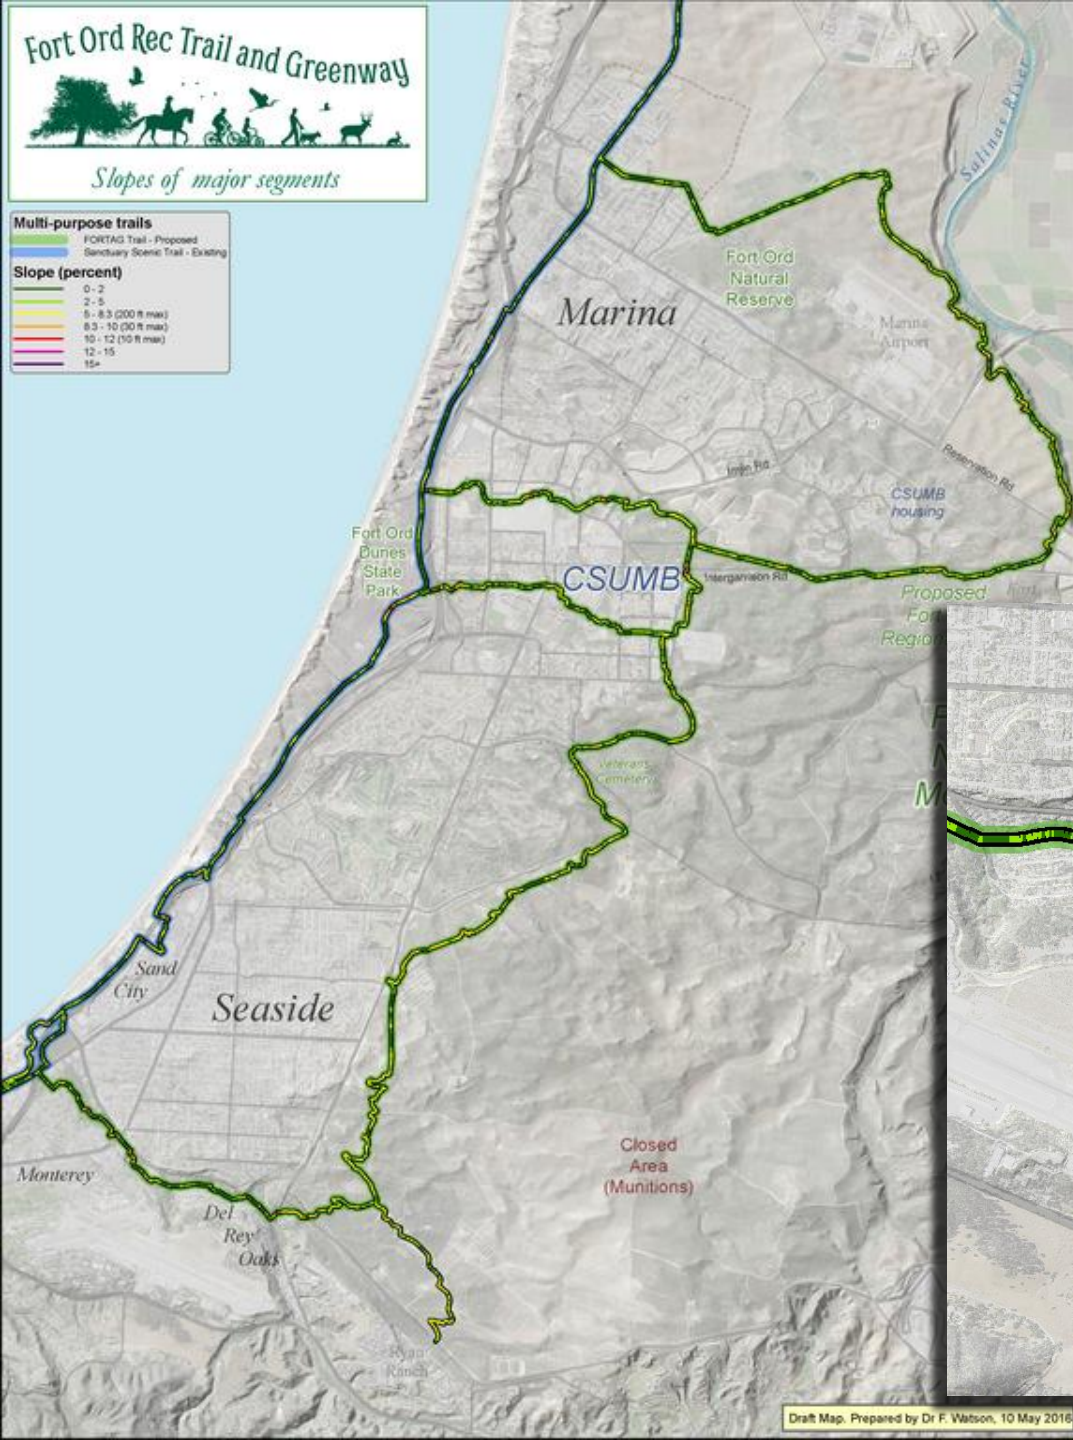 Fort Ord Rec Trail and Greenway
Slopes of major segments
Multi-purpose trails
FORTAG Trail - Proposed
Sanctuary Scenic Trail - Existing
Slope (percent)
0 - 2
2 - 5
5 - 8.3 (200 ft max)
8.3 - 10 (30 ft max)
10 - 12 (10 ft max)
12 - 15
15+
Salinas River
Fort Ord
Natural
Reserve
Marina
Marina
Airport
Imjin Rd
Reservation Rd
CSUMB
housing
Fort Ord
Dunes
State
Park
CSUMB
Intergarrison Rd
Proposed
Fo
Regio
Veterans
Cemetery
M
Sand
City
Seaside
Closed
Area
(Munitions)
Monterey
Del
Rey
Oaks
Ryan
Ranch
Draft Map. Prepared by Dr F. Watson, 10 May 2016